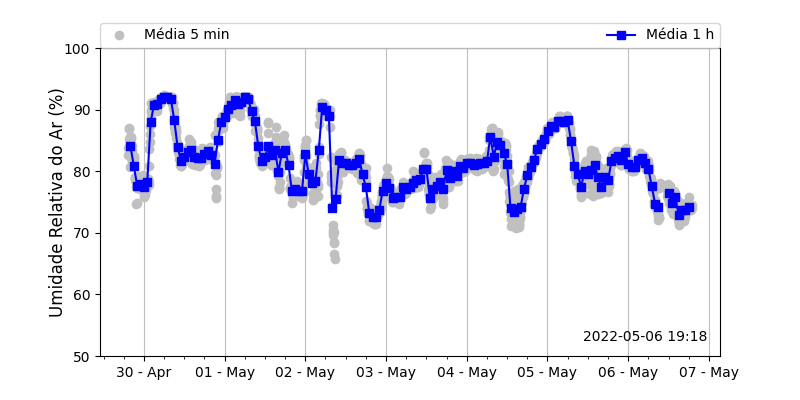 Média 5 min
Média 1 h
Umidade Relativa do Ar (%)
100
90
80
70
60
50
2022-05-06 19:18
30 - Apr
01 - May
02 - May
03 - May
04 - May
05 - May
06 - May
07 - May